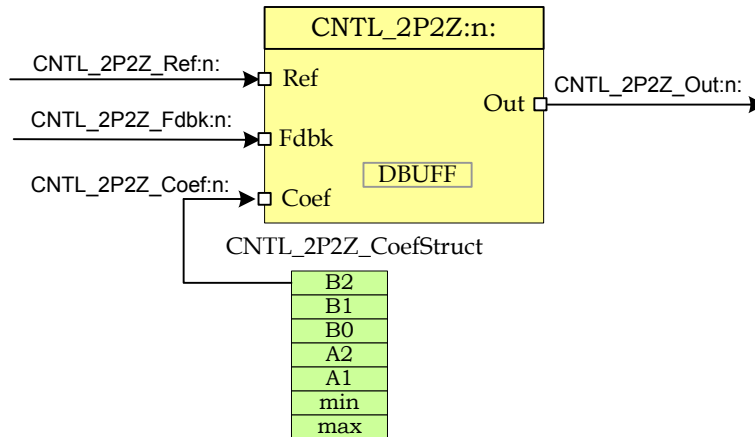 CNTL_2P2Z:n:
CNTL_2P2Z_Ref:n:
Ref
CNTL_2P2Z_Out:n:
Out
CNTL_2P2Z_Fdbk:n:
Fdbk
DBUFF
CNTL_2P2Z_Coef:n:
Coef
CNTL_2P2Z_CoefStruct
B2
B1
B0
A2
A1
min
max